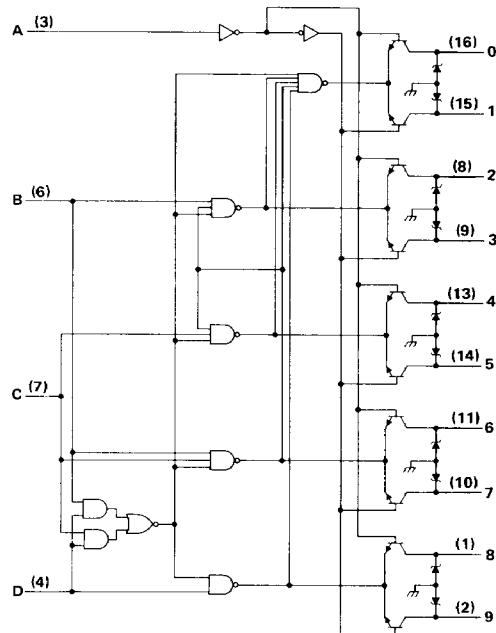 A (3)
(16) 0
(15) 1
B (6)
(8) 2
(9) 3
(13) 4
(14) 5
C (7)
(11) 6
(10) 7
D (4)
(1) 8
(2) 9